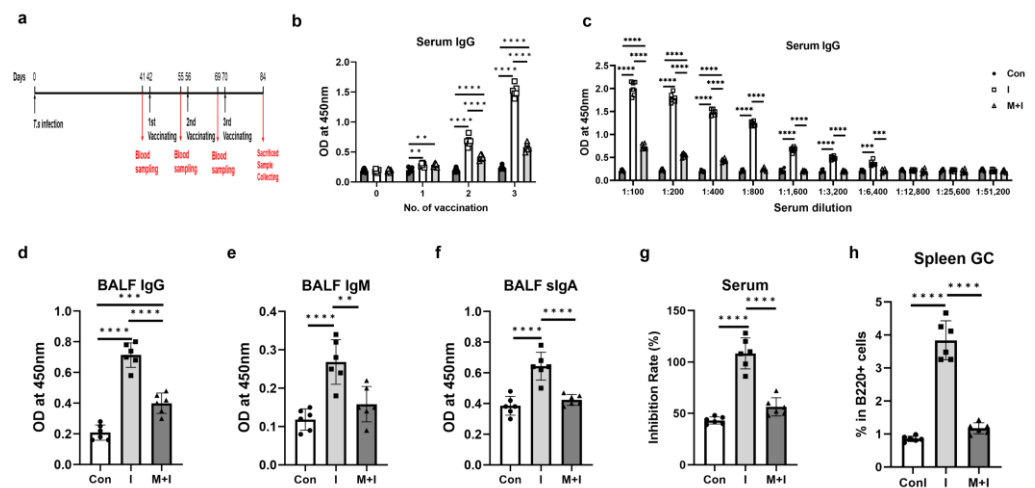 a
Days 0 41 42 55 56 69 70 84
T.s infection
1st Vaccinating
2nd Vaccinating
3rd Vaccinating
Blood sampling
Blood sampling
Blood sampling
Sacrificed Sample Collecting
b
Serum IgG
OD at 450nm
2.0
1.5
1.0
0.5
0.0
**** **** ****
**** **** ****
** ** 
0 1 2 3
No. of vaccination
c
Serum IgG
OD at 450nm
2.5
2.0
1.5
1.0
0.5
0.0
**** **** ****
**** **** ****
**** **** ****
**** ****
**** ****
**** ***
*** ***
1:100 1:200 1:400 1:800 1:1,600 1:3,200 1:6,400 1:12,800 1:25,600 1:51,200
Serum dilution
Con
I
M+I
d
BALF IgG
OD at 450nm
1.0
0.8
0.6
0.4
0.2
0.0
***
**** ****
Con I M+I
e
BALF IgM
OD at 450nm
0.4
0.3
0.2
0.1
0.0
**** **
Con I M+I
f
BALF sIgA
OD at 450nm
1.0
0.8
0.6
0.4
0.2
0.0
**** ****
Con I M+I
g
Serum
Inhibition Rate (%)
150
100
50
0
**** ****
Con I M+I
h
Spleen GC
% in B220+ cells
5
4
3
2
1
0
**** ****
Conl I M+I